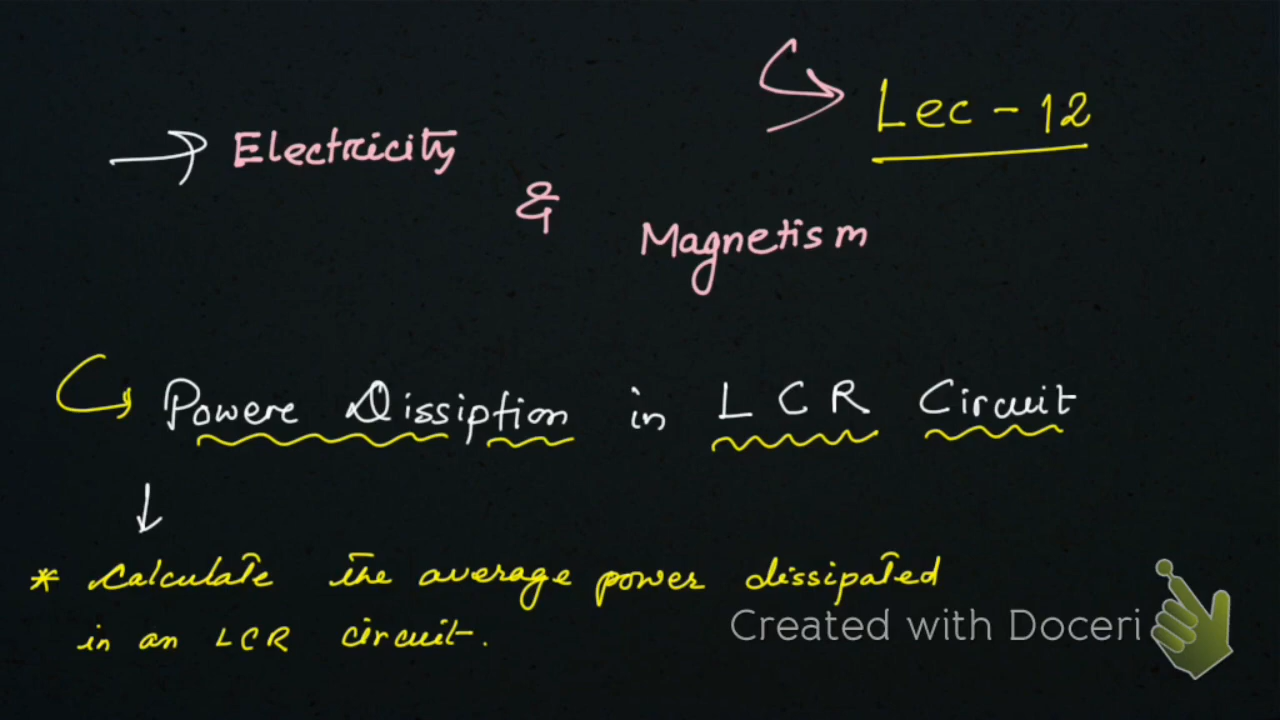 Lec - 12
Electricity
&
Magnetism
Powere Dissiption in LCR Circuit
* Calculate the average power dissipated
in an LCR circuit.
Created with Doceri